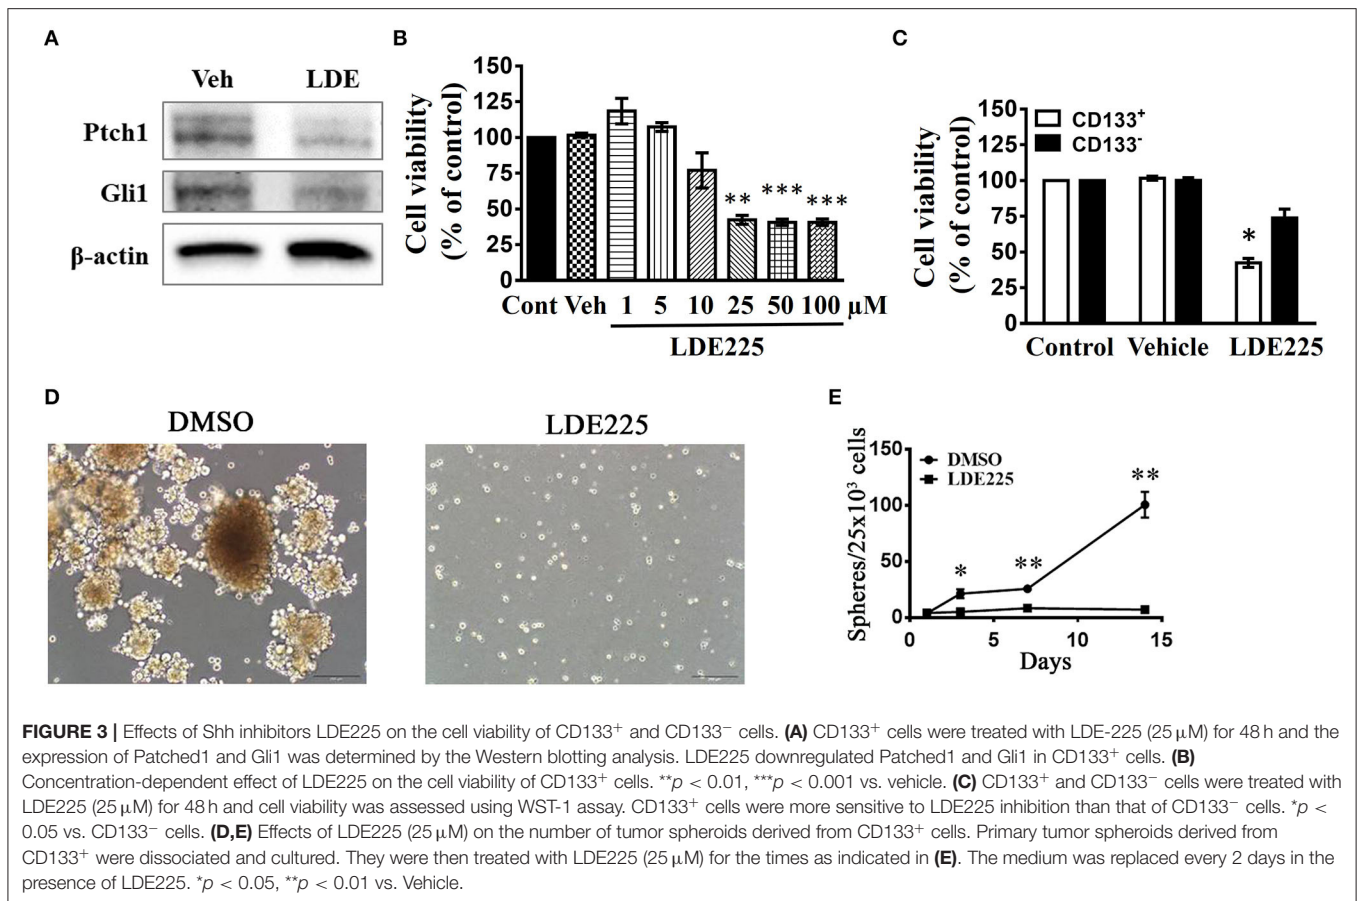 A
Veh LDE
Ptch1
Gli1
β-actin
B
Cell viability
(% of control)
150
125
100
75
50
25
0
** *** ***
Cont Veh 1 5 10 25 50 100 μM
LDE225
C
Cell viability
(% of control)
150
125
100
75
50
25
0
CD133+
CD133-
*
Control Vehicle LDE225
D
DMSO LDE225
E
Spheres/25x10³ cells
150
100
50
0
DMSO
LDE225
* ** **
0 5 10 15
Days
FIGURE 3 | Effects of Shh inhibitors LDE225 on the cell viability of CD133⁺ and CD133⁻ cells. (A) CD133⁺ cells were treated with LDE-225 (25 μM) for 48 h and the
expression of Patched1 and Gli1 was determined by the Western blotting analysis. LDE225 downregulated Patched1 and Gli1 in CD133⁺ cells. (B)
Concentration-dependent effect of LDE225 on the cell viability of CD133⁺ cells. **p < 0.01, ***p < 0.001 vs. vehicle. (C) CD133⁺ and CD133⁻ cells were treated with
LDE225 (25 μM) for 48 h and cell viability was assessed using WST-1 assay. CD133⁺ cells were more sensitive to LDE225 inhibition than that of CD133⁻ cells. *p <
0.05 vs. CD133⁻ cells. (D,E) Effects of LDE225 (25 μM) on the number of tumor spheroids derived from CD133⁺ cells. Primary tumor spheroids derived from
CD133⁺ were dissociated and cultured. They were then treated with LDE225 (25 μM) for the times as indicated in (E). The medium was replaced every 2 days in the
presence of LDE225. *p < 0.05, **p < 0.01 vs. Vehicle.